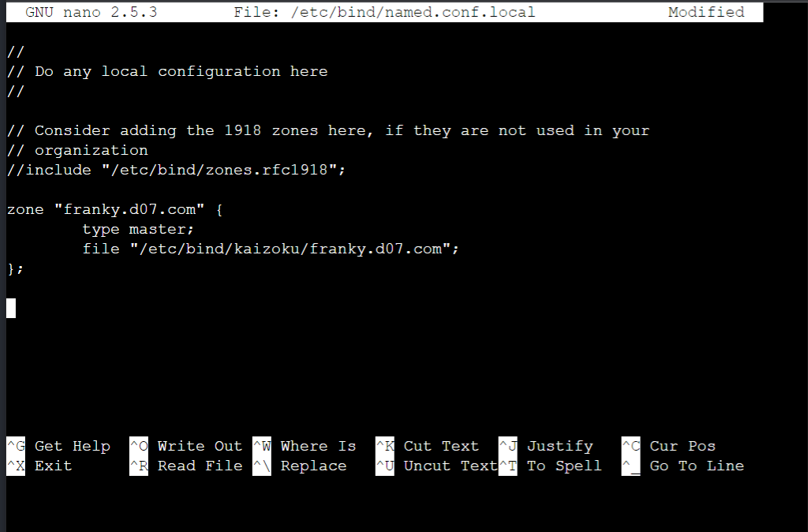 GNU nano 2.5.3 File: /etc/bind/named.conf.local Modified
//
// Do any local configuration here
//
// Consider adding the 1918 zones here, if they are not used in your
// organization
//include "/etc/bind/zones.rfc1918";
zone "franky.d07.com" {
type master;
file "/etc/bind/kaizoku/franky.d07.com";
};
^G Get Help ^O Write Out ^W Where Is ^K Cut Text ^J Justify ^C Cur Pos
^X Exit ^R Read File ^\ Replace ^U Uncut Text ^T To Spell ^_ Go To Line